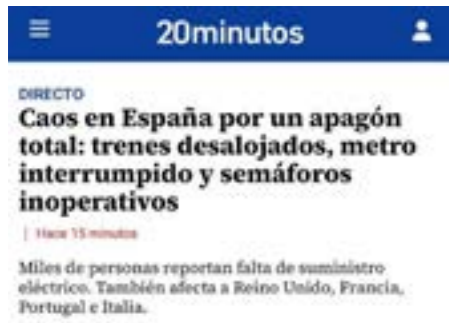 20minutos
DIRECTO
Caos en España por un apagón
total: trenes desalojados, metro
interrumpido y semáforos
inoperativos
Hace 15 minutos
Miles de personas reportan falta de suministro
eléctrico. También afecta a Reino Unido, Francia,
Portugal e Italia.